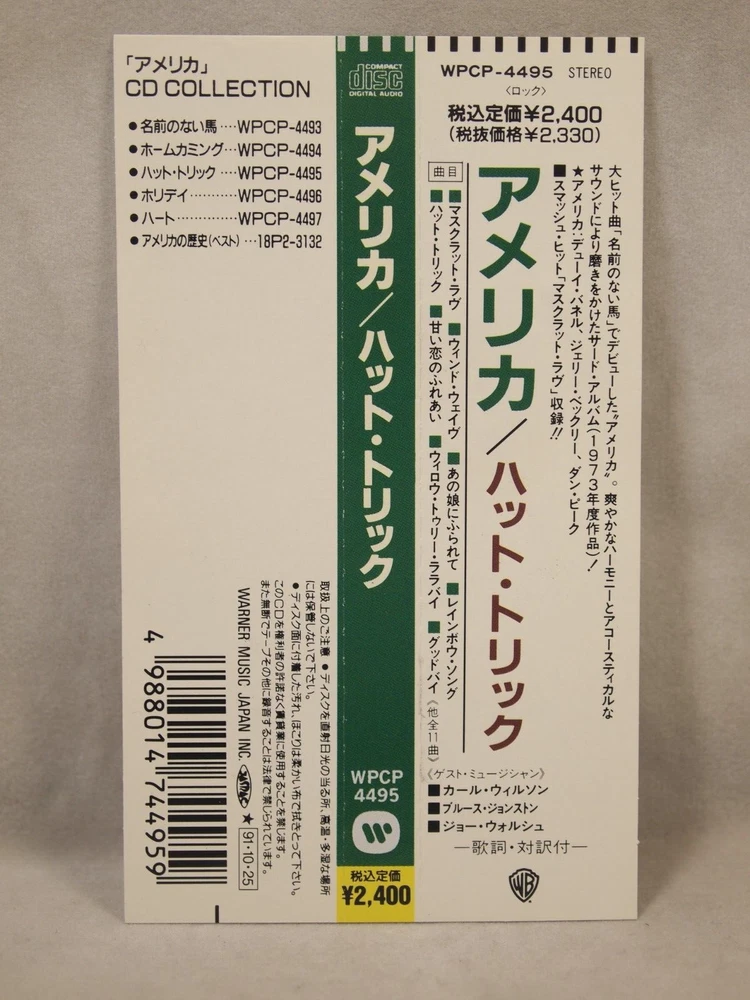 「アメリカ」
CD COLLECTION
●名前のない馬‥‥WPCP-4493
●ホームカミング‥‥WPCP-4494
●ハット・トリック‥‥WPCP-4495
●ホリデイ‥‥‥‥WPCP-4496
●ハート‥‥‥‥‥WPCP-4497
●アメリカの歴史(ベスト)‥18P2-3132
取扱上のご注意 ●ディスクを直射日光の当る所、高温・多湿な場所
には保管しないで下さい。
●ディスク面に付着した汚れ、ほこりは柔かい布で拭きとって下さい。
このCDを権利者の許諾なく賃貸業に使用することを禁じます。
また無断でテープその他に録音することは法律で禁じられています。
WARNER MUSIC JAPAN INC. ★ 91・10・25
4 988014 744959
COMPACT
disc
DIGITAL AUDIO
アメリカ/ハット・トリック
WPCP
4495
税込定価
¥2,400
WPCP-4495 STEREO
〈ロック〉
税込定価¥2,400
(税抜価格¥2,330)
大ヒット曲「名前のない馬」でデビューした〝アメリカ〟。爽やかなハーモニーとアコースティカルな
サウンドにより磨きをかけたサード・アルバム(1973年度作品)!
★アメリカ:デューイ・バネル、ジェリー・ベックリー、ダン・ピーク
■スマッシュ・ヒット「マスクラット・ラヴ」収録!!
アメリカ/ハット・トリック
曲目
■マスクラット・ラヴ ■ウィンド・ウェイヴ ■あの娘にふられて ■レインボウ・ソング
■ハット・トリック ■甘い恋のふれあい ■ウィロウ・トゥリー・ララバイ ■グッドバイ《他全11曲》
《ゲスト・ミュージシャン》
■カール・ウィルソン
■ブルース・ジョンストン
■ジョー・ウォルシュ
―歌詞・対訳付―
WB